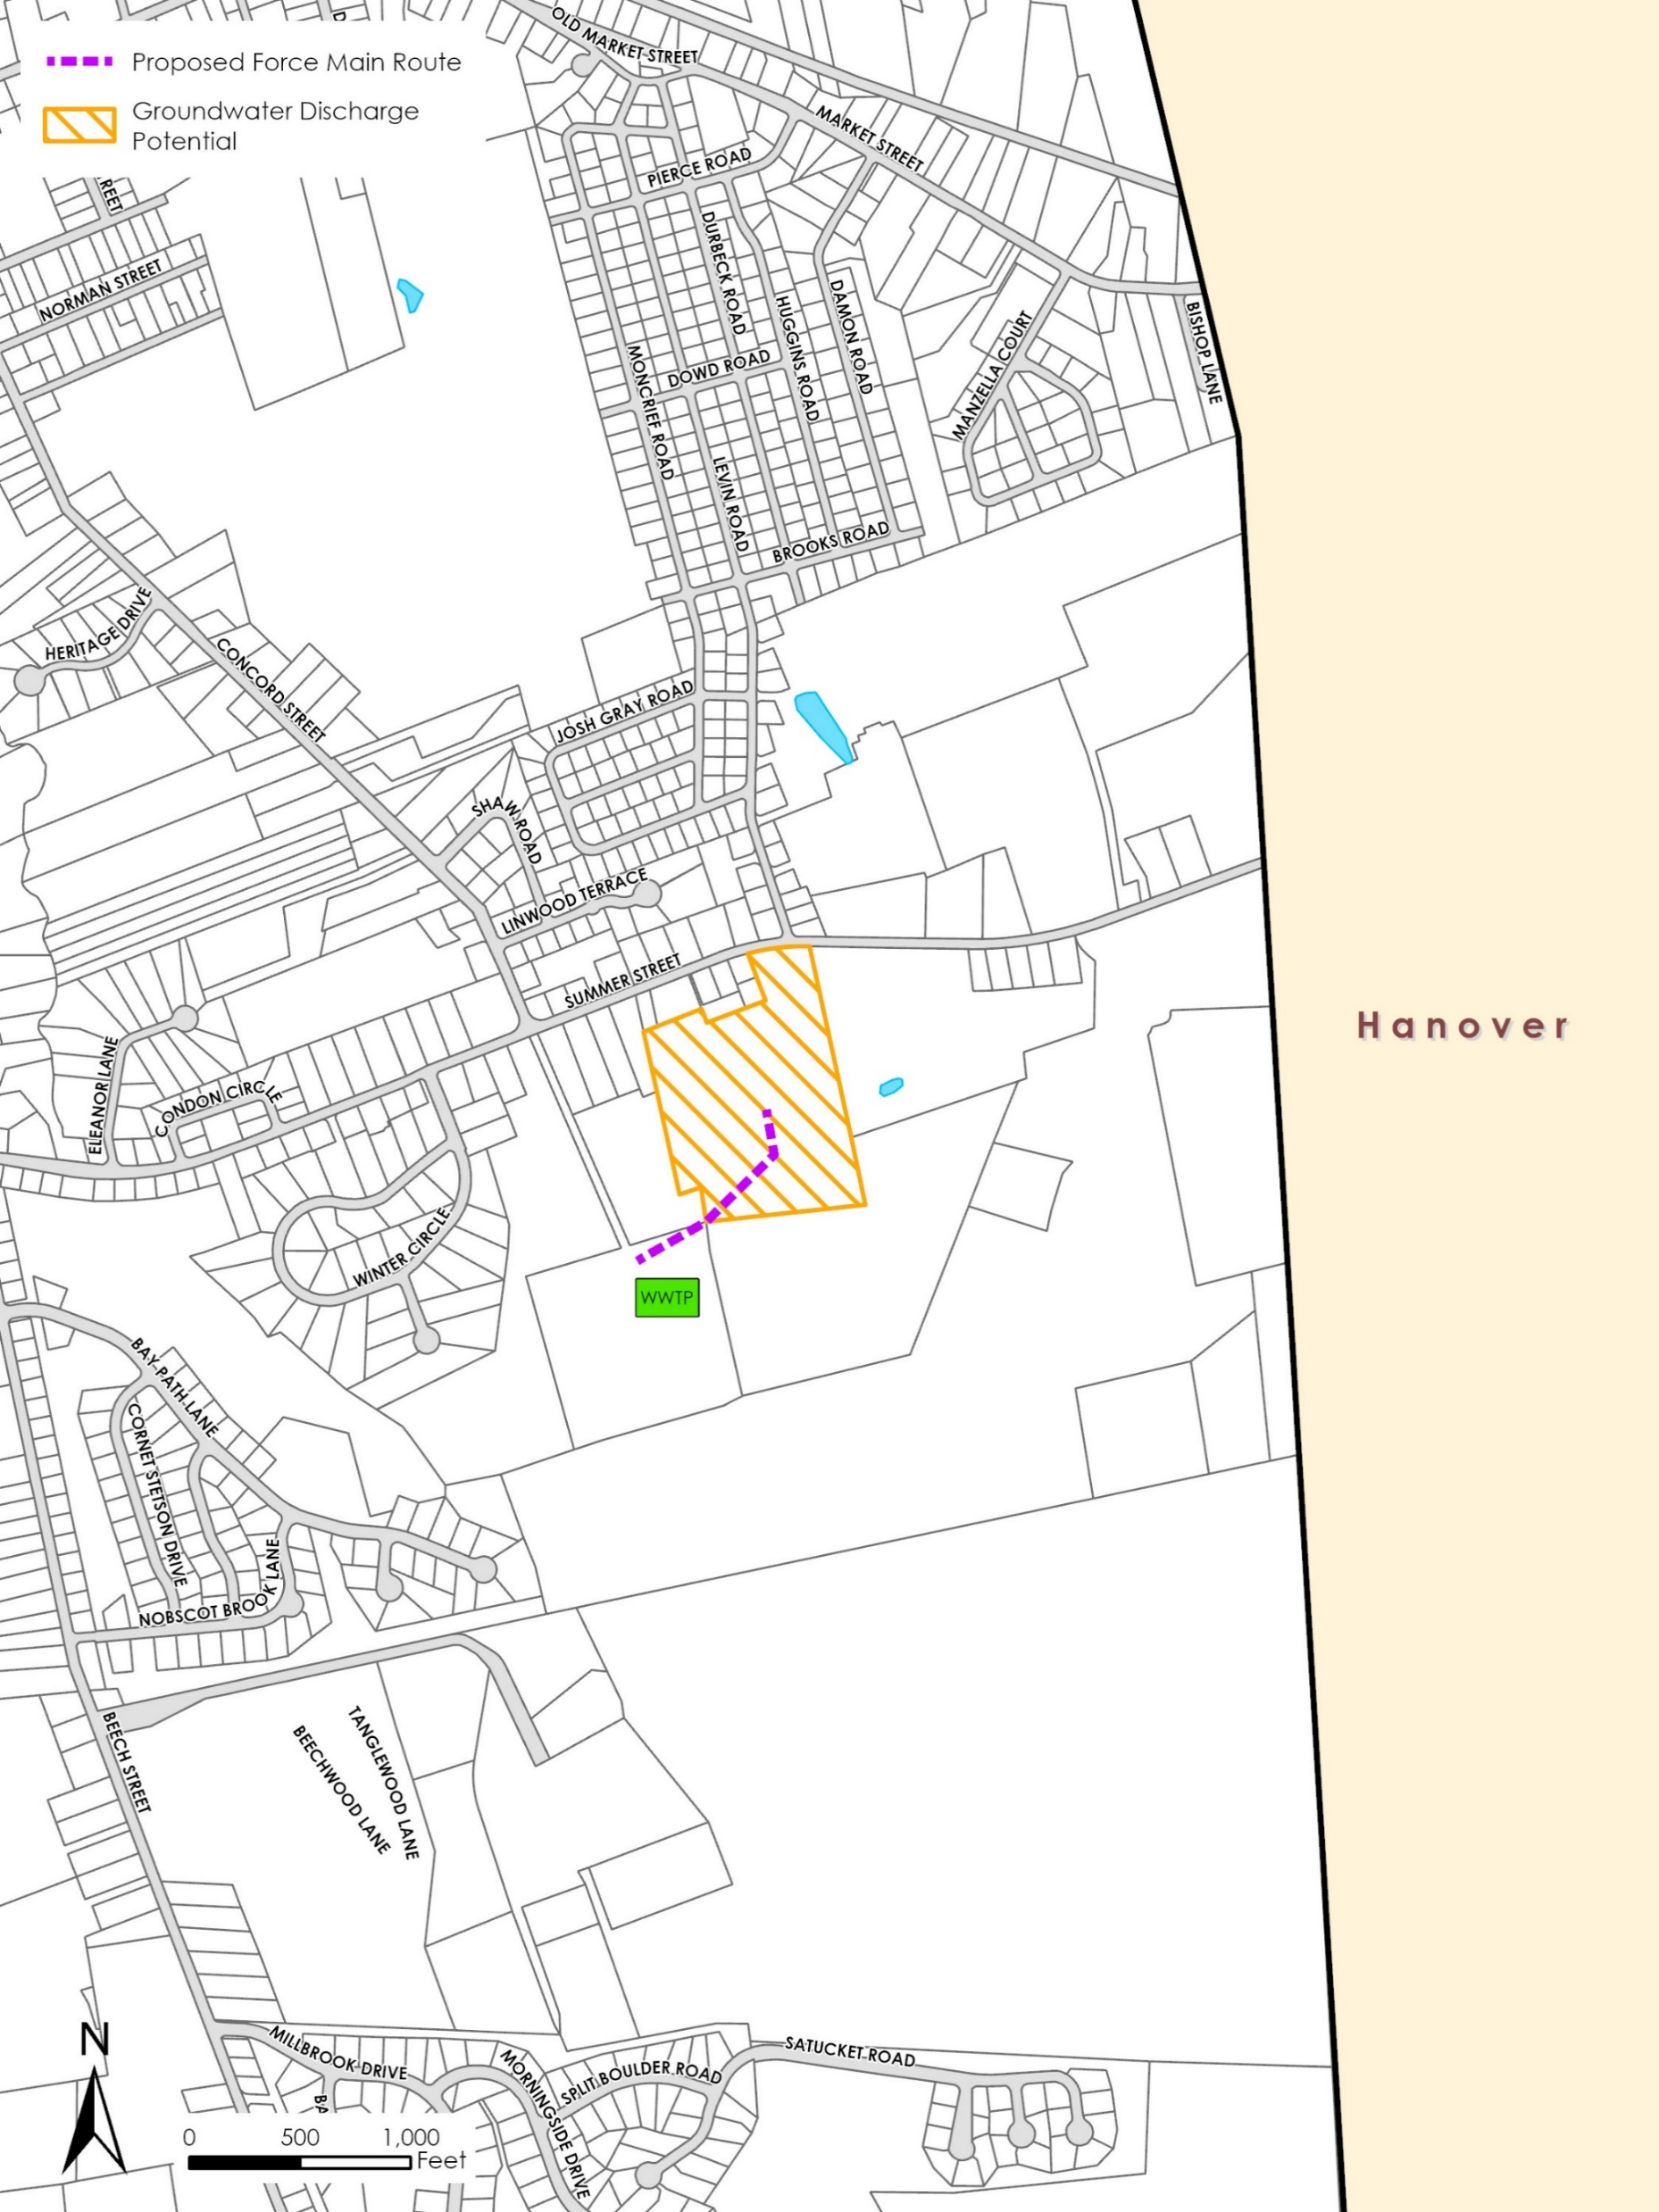 OLD MARKET STREET
Proposed Force Main Route
Groundwater Discharge
Potential
MARKET STREET
PIERCE ROAD
DURBECK ROAD
NORMAN STREET
HUGGINS ROAD
DAMON ROAD
BISHOP LANE
MANZELLA COURT
MONCRIEF ROAD
DOWD ROAD
LEVIN ROAD
BROOKS ROAD
HERITAGE DRIVE
CONCORD STREET
JOSH GRAY ROAD
SHAW ROAD
LINWOOD TERRACE
SUMMER STREET
Hanover
ELEANOR LANE
CONDON CIRCLE
WINTER CIRCLE
WWTP
BAY PATH LANE
CORNET STETSON DRIVE
NOBSCOT BROOK LANE
BEECH STREET
TANGLEWOOD LANE
BEECHWOOD LANE
N
MILLBROOK DRIVE
MORNINGSIDE DRIVE
SPLIT BOULDER ROAD
SATUCKET ROAD
0 500 1,000
Feet